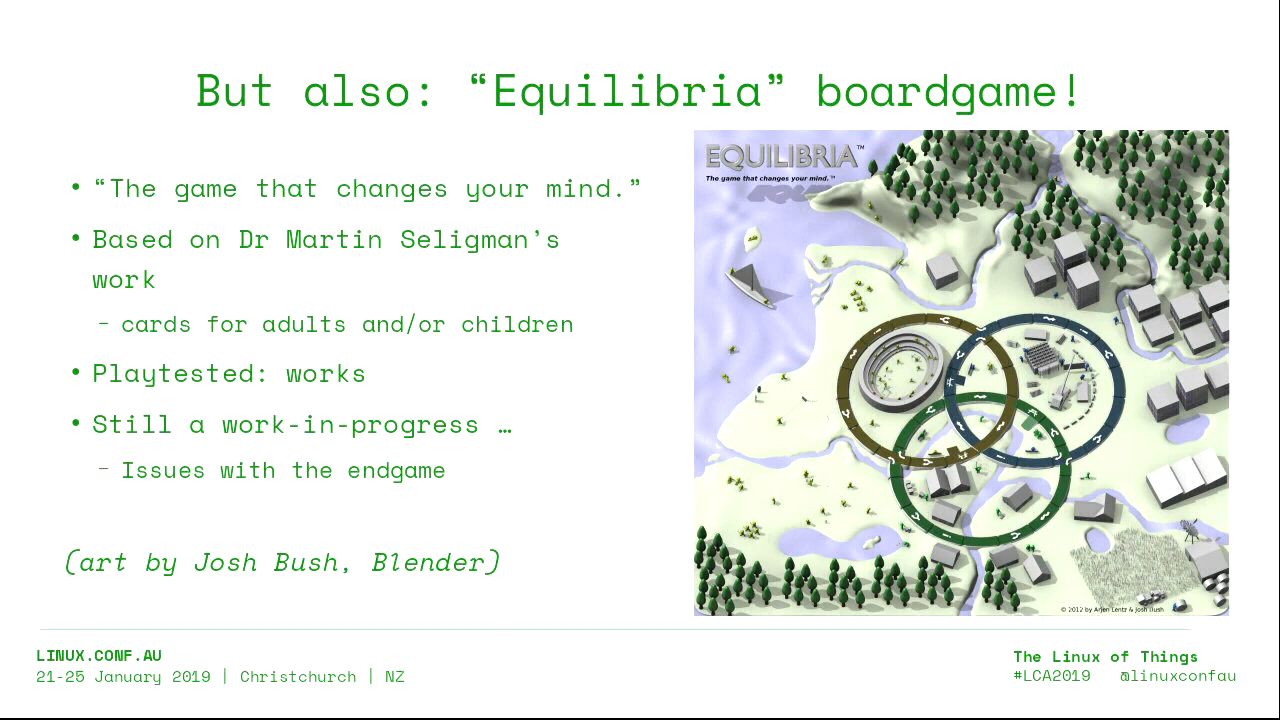 But also: “Equilibria” boardgame!
• “The game that changes your mind.”
• Based on Dr Martin Seligman’s
work
– cards for adults and/or children
• Playtested: works
• Still a work-in-progress …
– Issues with the endgame
(art by Josh Bush, Blender)
EQUILIBRIA™
The game that changes your mind.™
© 2012 by Arjen Lentz & Josh Bush
LINUX.CONF.AU
21-25 January 2019 | Christchurch | NZ
The Linux of Things
#LCA2019 @linuxconfau